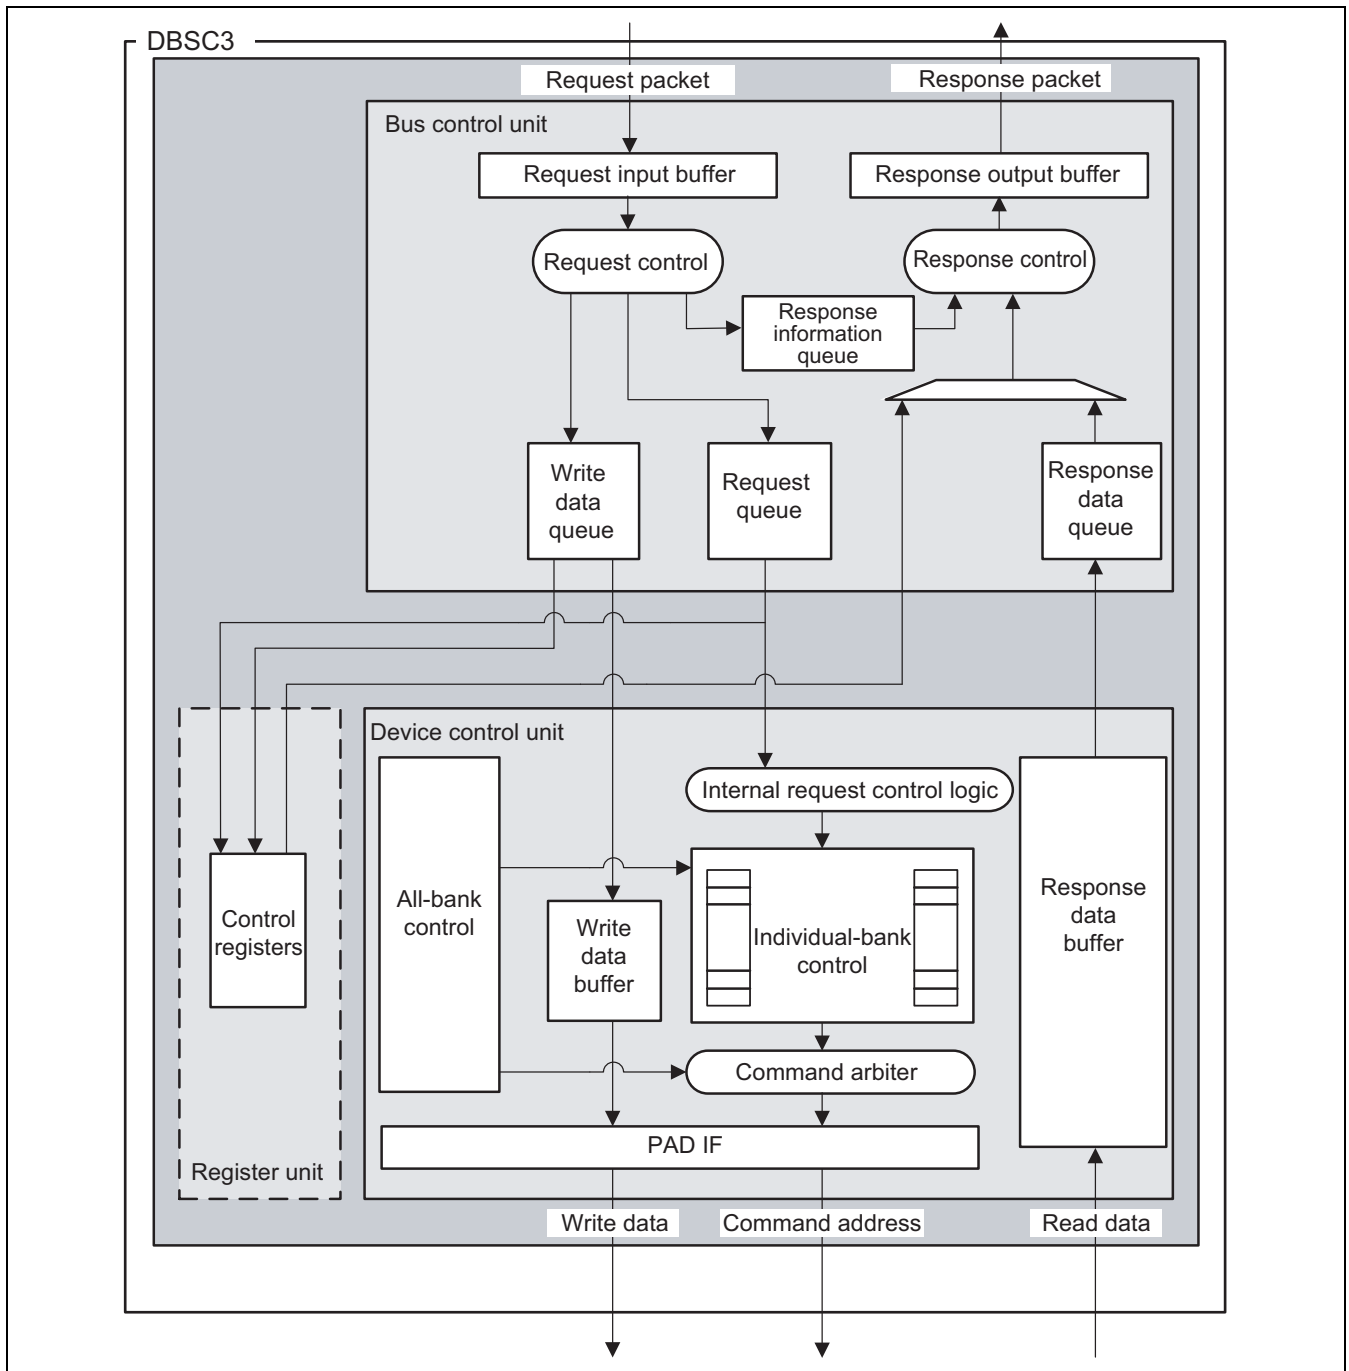 DBSC3
Request packet
Response packet
Bus control unit
Request input buffer
Response output buffer
Request control
Response control
Response
information
queue
Write
data
queue
Request
queue
Response
data
queue
Device control unit
Internal request control logic
All-bank
control
Write
data
buffer
Individual-bank
control
Response
data
buffer
Control
registers
Command arbiter
PAD IF
Register unit
Write data
Command address
Read data